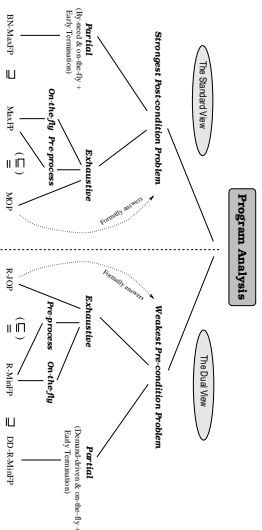 Program Analysis
The Standard View
The Dual View
Strongest Post-condition Problem
Weakest Pre-condition Problem
Formally answers
Formally answers
Partial
(By-need & on-the-fly +
Early Termination)
Exhaustive
Exhaustive
Partial
(Demand-driven & on-the-fly +
Early Termination)
On-the-fly Pre-process
Pre-process On-the-fly
BN-MaxFP MaxFP (⊑) = MOP
R-JOP (⊑) = R-MinFP DD-R-MinFP